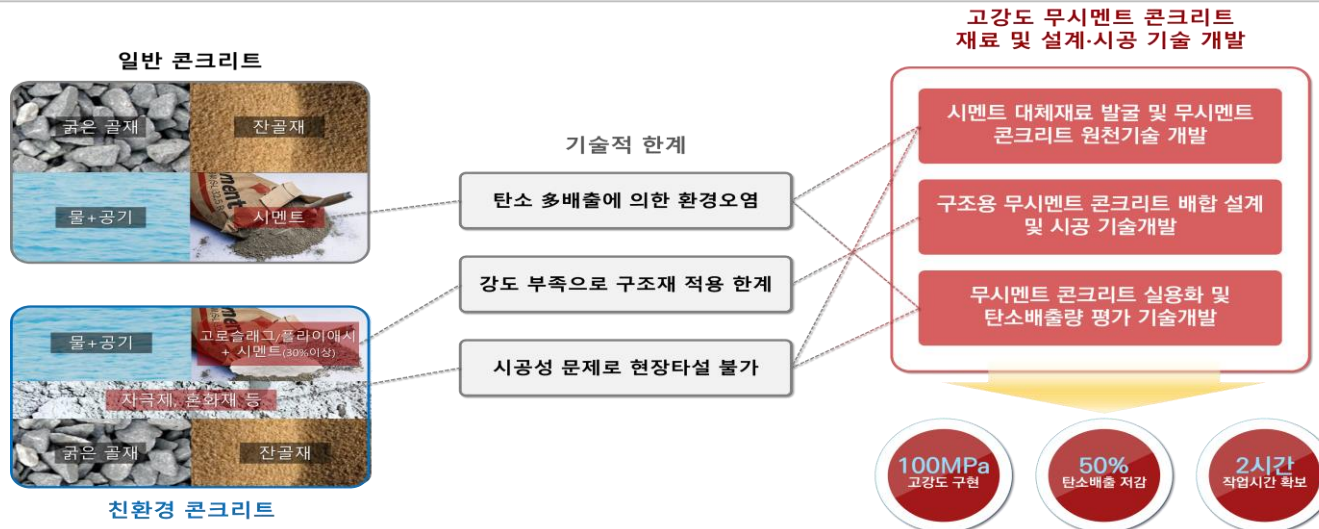 고강도 무시멘트 콘크리트
재료 및 설계·시공 기술 개발
일반 콘크리트
굵은 골재
잔골재
물+공기
시멘트
기술적 한계
탄소 多배출에 의한 환경오염
강도 부족으로 구조재 적용 한계
시공성 문제로 현장타설 불가
시멘트 대체재료 발굴 및 무시멘트
콘크리트 원천기술 개발
구조용 무시멘트 콘크리트 배합 설계
및 시공 기술개발
무시멘트 콘크리트 실용화 및
탄소배출량 평가 기술개발
물+공기
고로슬래그/플라이애시
+ 시멘트(30%이상)
자극제, 혼화재 등
굵은 골재
잔골재
친환경 콘크리트
100MPa
고강도 구현
50%
탄소배출 저감
2시간
작업시간 확보